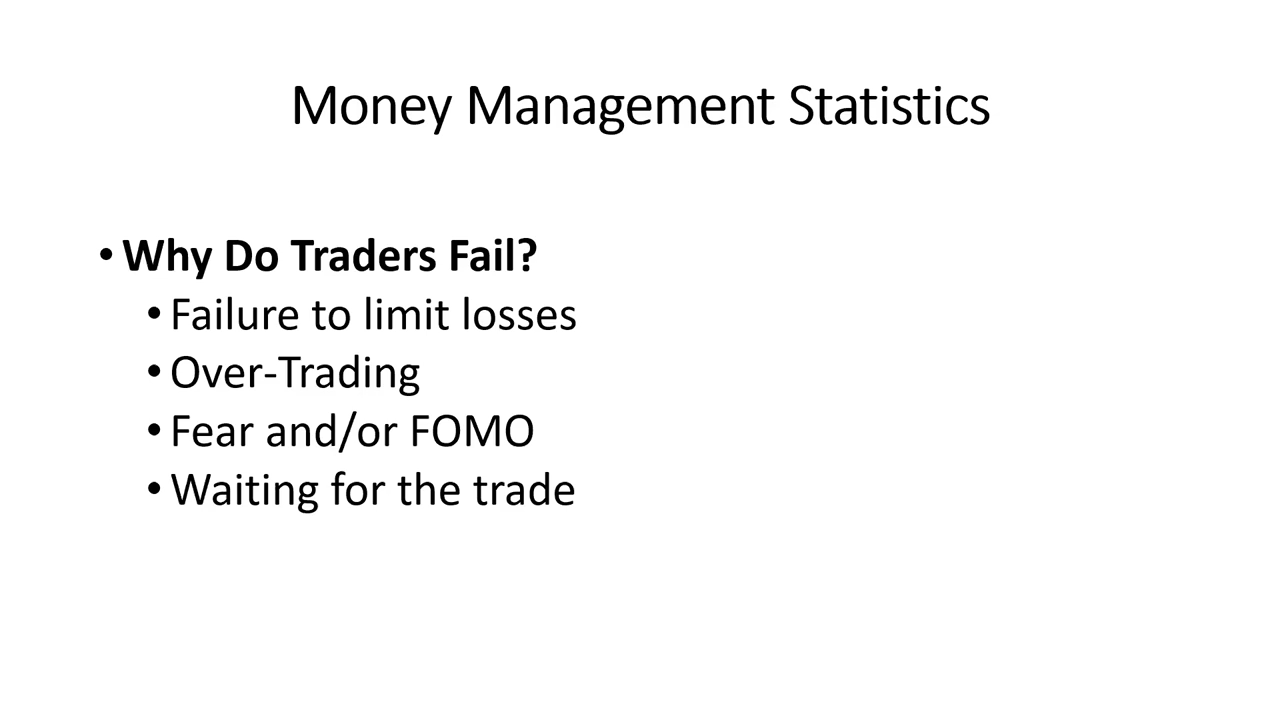 Money Management Statistics
• Why Do Traders Fail?
• Failure to limit losses
• Over-Trading
• Fear and/or FOMO
• Waiting for the trade